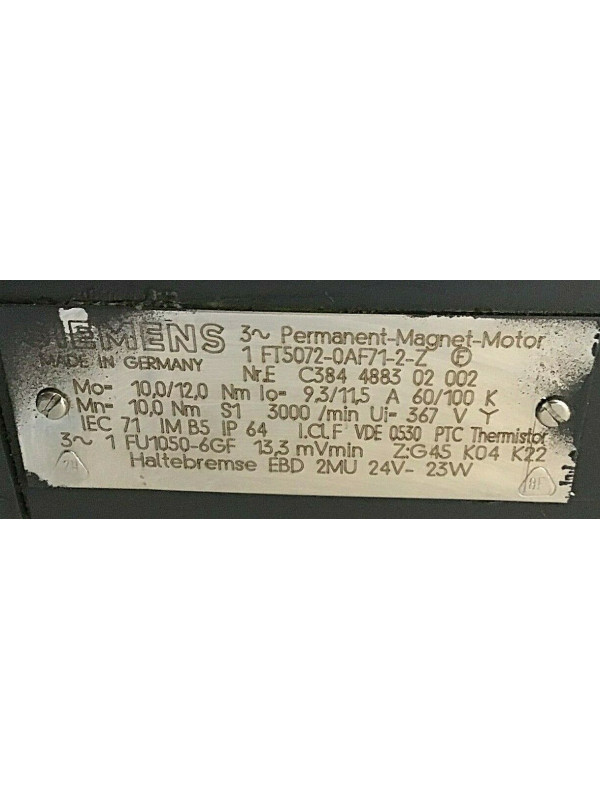 SIEMENS 3~ Permanent-Magnet-Motor
MADE IN GERMANY 1 FT5072-0AF71-2-Z F
Nr.E C384 4883 02 002
Mo= 10,0/12,0 Nm Io= 9,3/11,5 A 60/100 K
Mn= 10,0 Nm S1 3000 /min Ui= 367 V Y
IEC 71 IM B5 IP 64 I.Cl.F VDE 0530 PTC Thermistor
3~ 1 FU1050-6GF 13,3 mVmin Z:G45 K04 K22
Haltebremse EBD 2MU 24V- 23W